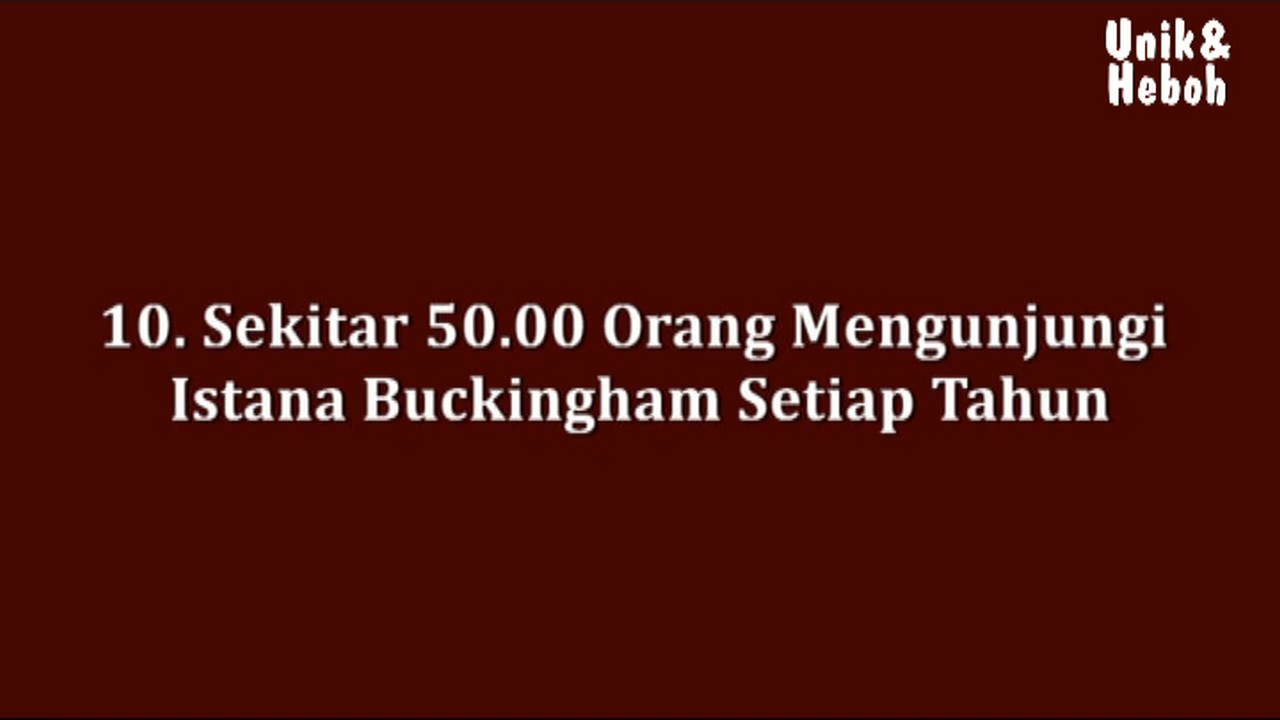 Unik&
Heboh
10. Sekitar 50.00 Orang Mengunjungi
Istana Buckingham Setiap Tahun